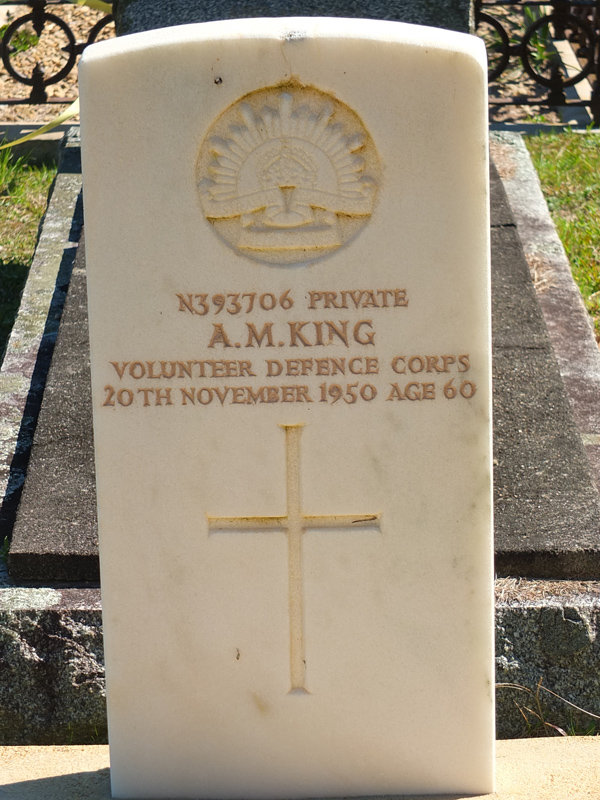 N393706 PRIVATE
A.M.KING
VOLUNTEER DEFENCE CORPS
20TH NOVEMBER 1950 AGE 60